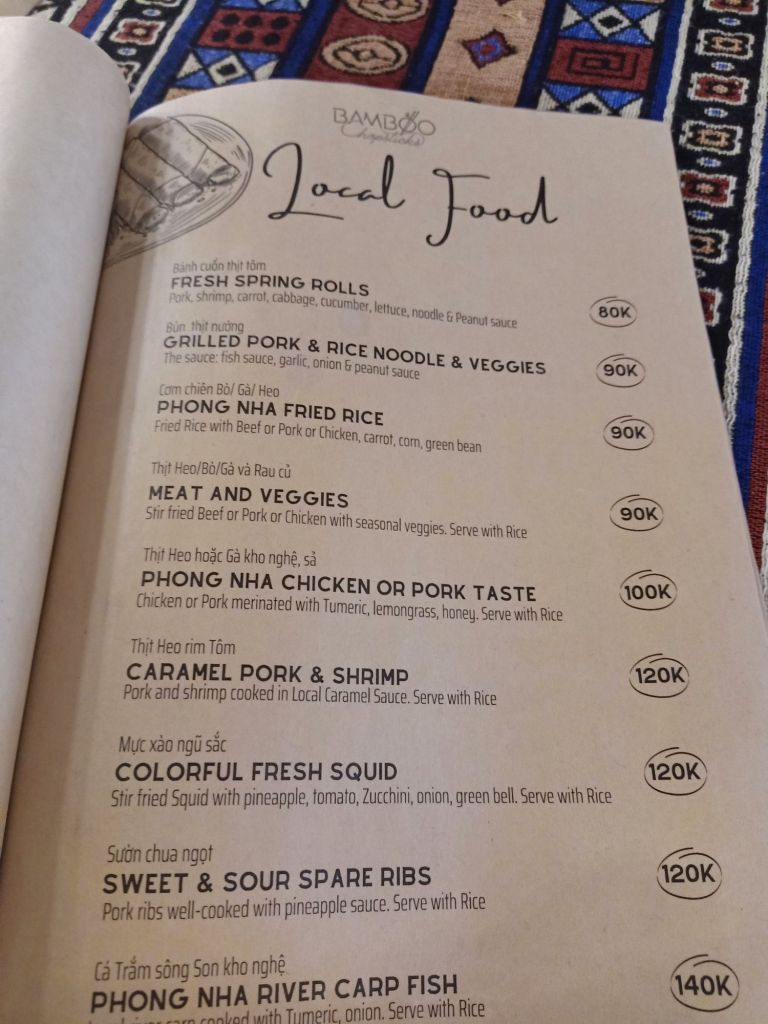 BAMBOO
Chopsticks
Local Food
Bánh cuốn thịt tôm
FRESH SPRING ROLLS
Pork, shrimp, carrot, cabbage, cucumber, lettuce, noodle & Peanut sauce
80K
Bún thịt nướng
GRILLED PORK & RICE NOODLE & VEGGIES
The sauce: fish sauce, garlic, onion & peanut sauce
90K
Cơm chiên Bò/ Gà/ Heo
PHONG NHA FRIED RICE
Fried Rice with Beef or Pork or Chicken, carrot, corn, green bean
90K
Thịt Heo/Bò/Gà và Rau củ
MEAT AND VEGGIES
Stir fried Beef or Pork or Chicken with seasonal veggies. Serve with Rice
90K
Thịt Heo hoặc Gà kho nghệ, sả
PHONG NHA CHICKEN OR PORK TASTE
Chicken or Pork merinated with Tumeric, lemongrass, honey. Serve with Rice
100K
Thịt Heo rim Tôm
CARAMEL PORK & SHRIMP
Pork and shrimp cooked in Local Caramel Sauce. Serve with Rice
120K
Mực xào ngũ sắc
COLORFUL FRESH SQUID
Stir fried Squid with pineapple, tomato, Zucchini, onion, green bell. Serve with Rice
120K
Sườn chua ngọt
SWEET & SOUR SPARE RIBS
Pork ribs well-cooked with pineapple sauce. Serve with Rice
120K
Cá Trắm sông Son kho nghệ
PHONG NHA RIVER CARP FISH
river carp cooked with Tumeric, onion. Serve with Rice
140K